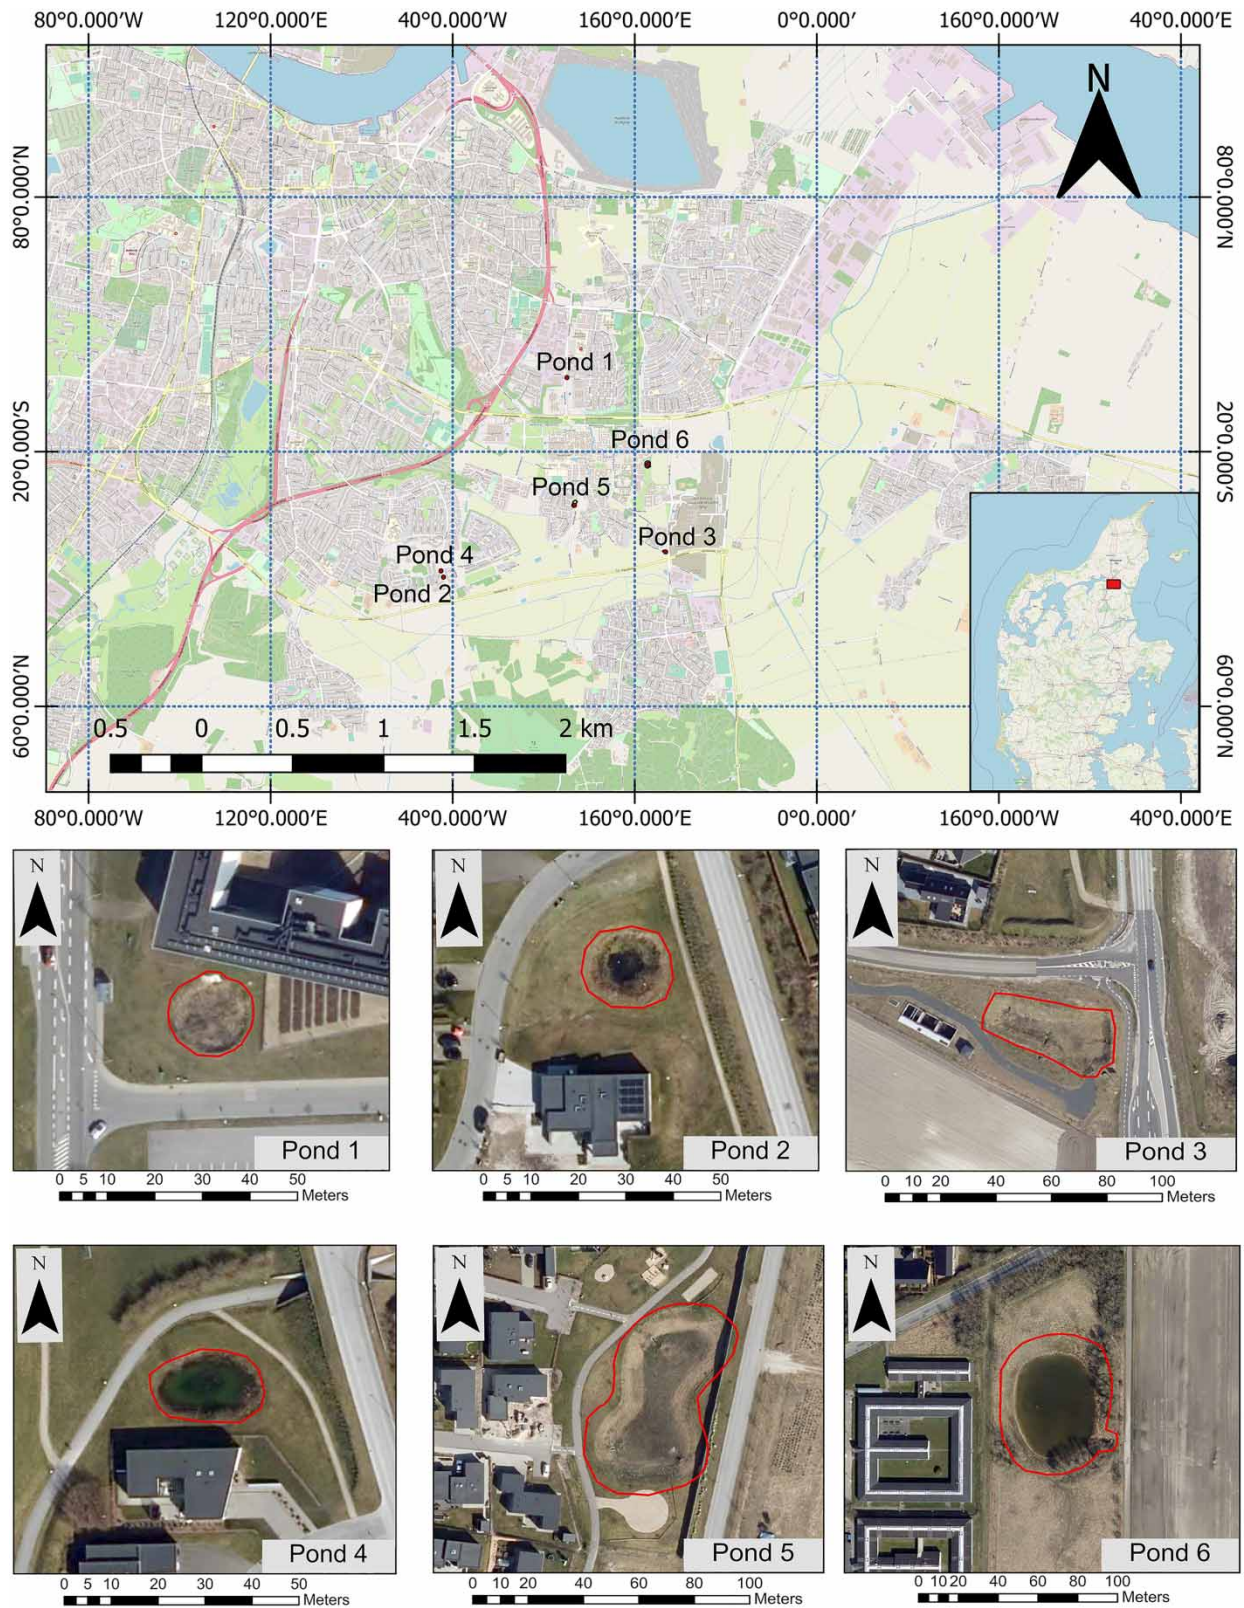 80°0.000′W 120°0.000′E 40°0.000′W 160°0.000′E 0°0.000′E 160°0.000′W 40°0.000′E
N
80°0.000′N 80°0.000′N
Pond 1
20°0.000′S 20°0.000′S
Pond 6
Pond 5
Pond 3
Pond 4
Pond 2
60°0.000′N 60°0.000′N
0.5 0 0.5 1 1.5 2 km
80°0.000′W 120°0.000′E 40°0.000′W 160°0.000′E 0°0.000′E 160°0.000′W 40°0.000′E
N N N
Pond 1 Pond 2 Pond 3
0 5 10 20 30 40 50 Meters
0 5 10 20 30 40 50 Meters
0 10 20 40 60 80 100 Meters
N N N
Pond 4 Pond 5 Pond 6
0 5 10 20 30 40 50 Meters
0 10 20 40 60 80 100 Meters
0 10 20 40 60 80 100 Meters